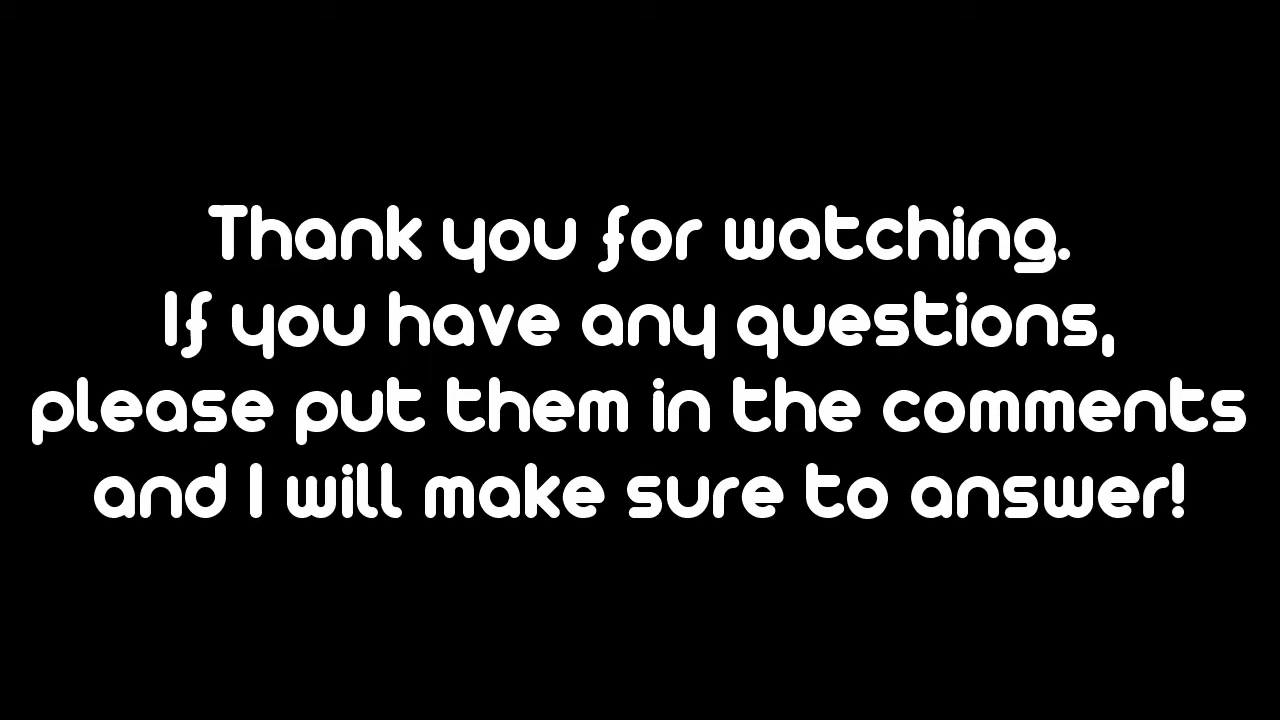 Thank you for watching.
If you have any questions,
please put them in the comments
and I will make sure to answer!